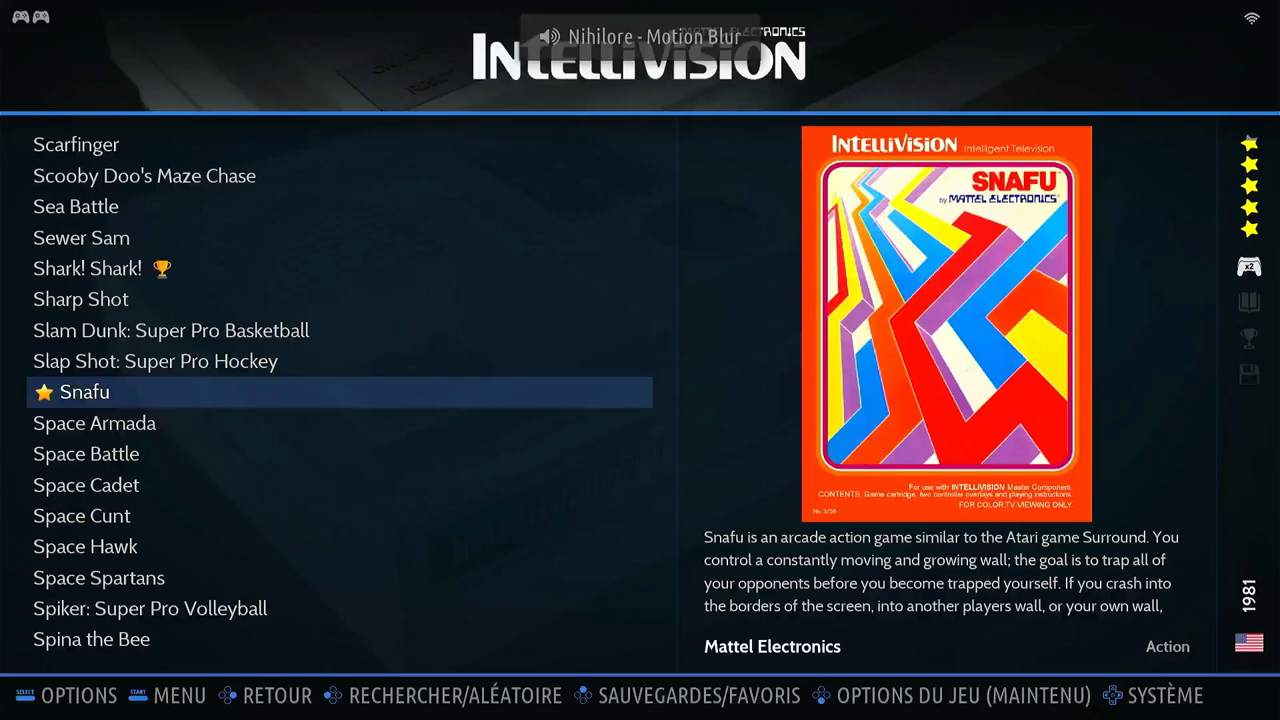 Nihilore - Motion Blur
MATTEL ELECTRONICS
INTELLIVISION
Scarfinger
Scooby Doo's Maze Chase
Sea Battle
Sewer Sam
Shark! Shark!
Sharp Shot
Slam Dunk: Super Pro Basketball
Slap Shot: Super Pro Hockey
Snafu
Space Armada
Space Battle
Space Cadet
Space Cunt
Space Hawk
Space Spartans
Spiker: Super Pro Volleyball
Spina the Bee
INTELLIVISION Intelligent Television
SNAFU
by MATTEL ELECTRONICS
For use with INTELLIVISION Master Component.
CONTENTS: Game cartridge, two controller overlays and playing instructions.
FOR COLOR TV VIEWING ONLY.
No. 3758
Snafu is an arcade action game similar to the Atari game Surround. You
control a constantly moving and growing wall; the goal is to trap all of
your opponents before you become trapped yourself. If you crash into
the borders of the screen, into another players wall, or your own wall,
Mattel Electronics
Action
x2
1981
SELECT OPTIONS START MENU RETOUR RECHERCHER/ALÉATOIRE SAUVEGARDES/FAVORIS OPTIONS DU JEU (MAINTENU) SYSTÈME